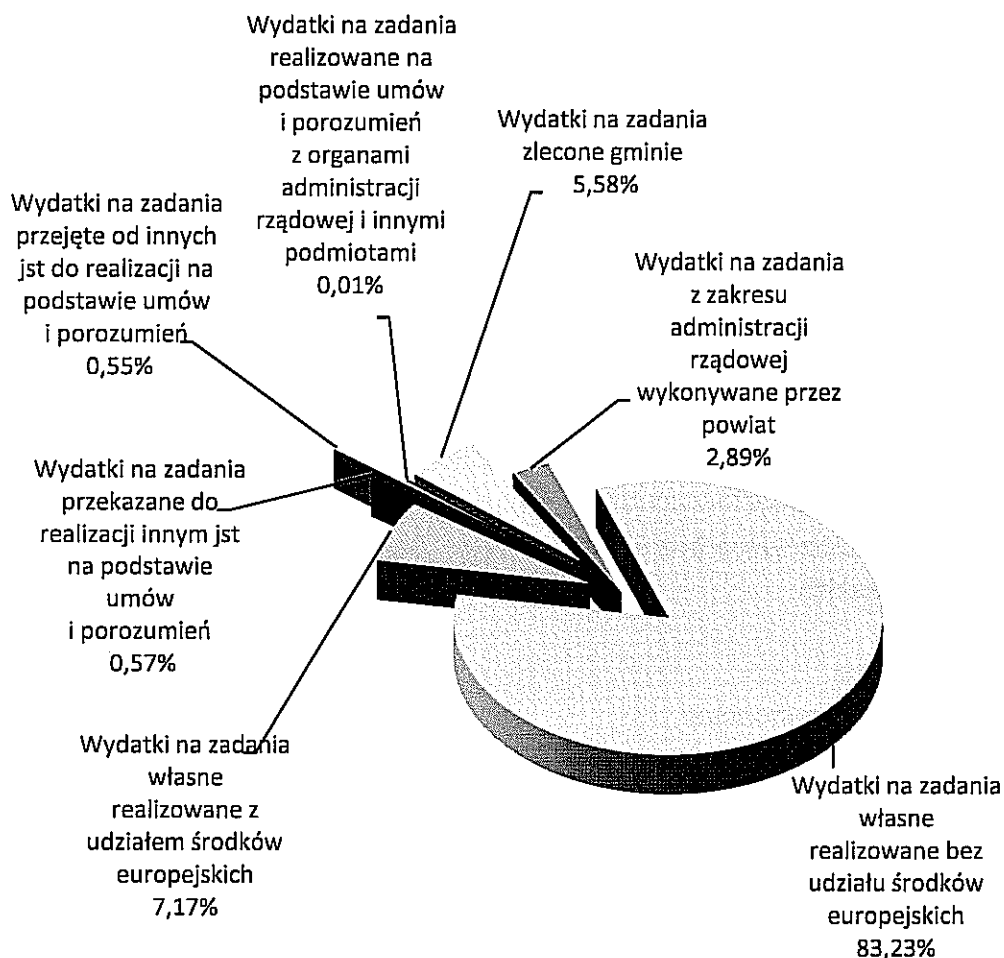 Wydatki na zadania
realizowane na
podstawie umów
i porozumień
z organami
administracji
rządowej i innymi
podmiotami
0,01%
Wydatki na zadania
zlecone gminie
5,58%
Wydatki na zadania
przejęte od innych
jst do realizacji na
podstawie umów
i porozumień
0,55%
Wydatki na zadania
z zakresu
administracji
rządowej
wykonywane przez
powiat
2,89%
Wydatki na zadania
przekazane do
realizacji innym jst
na podstawie
umów
i porozumień
0,57%
Wydatki na zadania
własne
realizowane z
udziałem środków
europejskich
7,17%
Wydatki na zadania
własne
realizowane bez
udziału środków
europejskich
83,23%